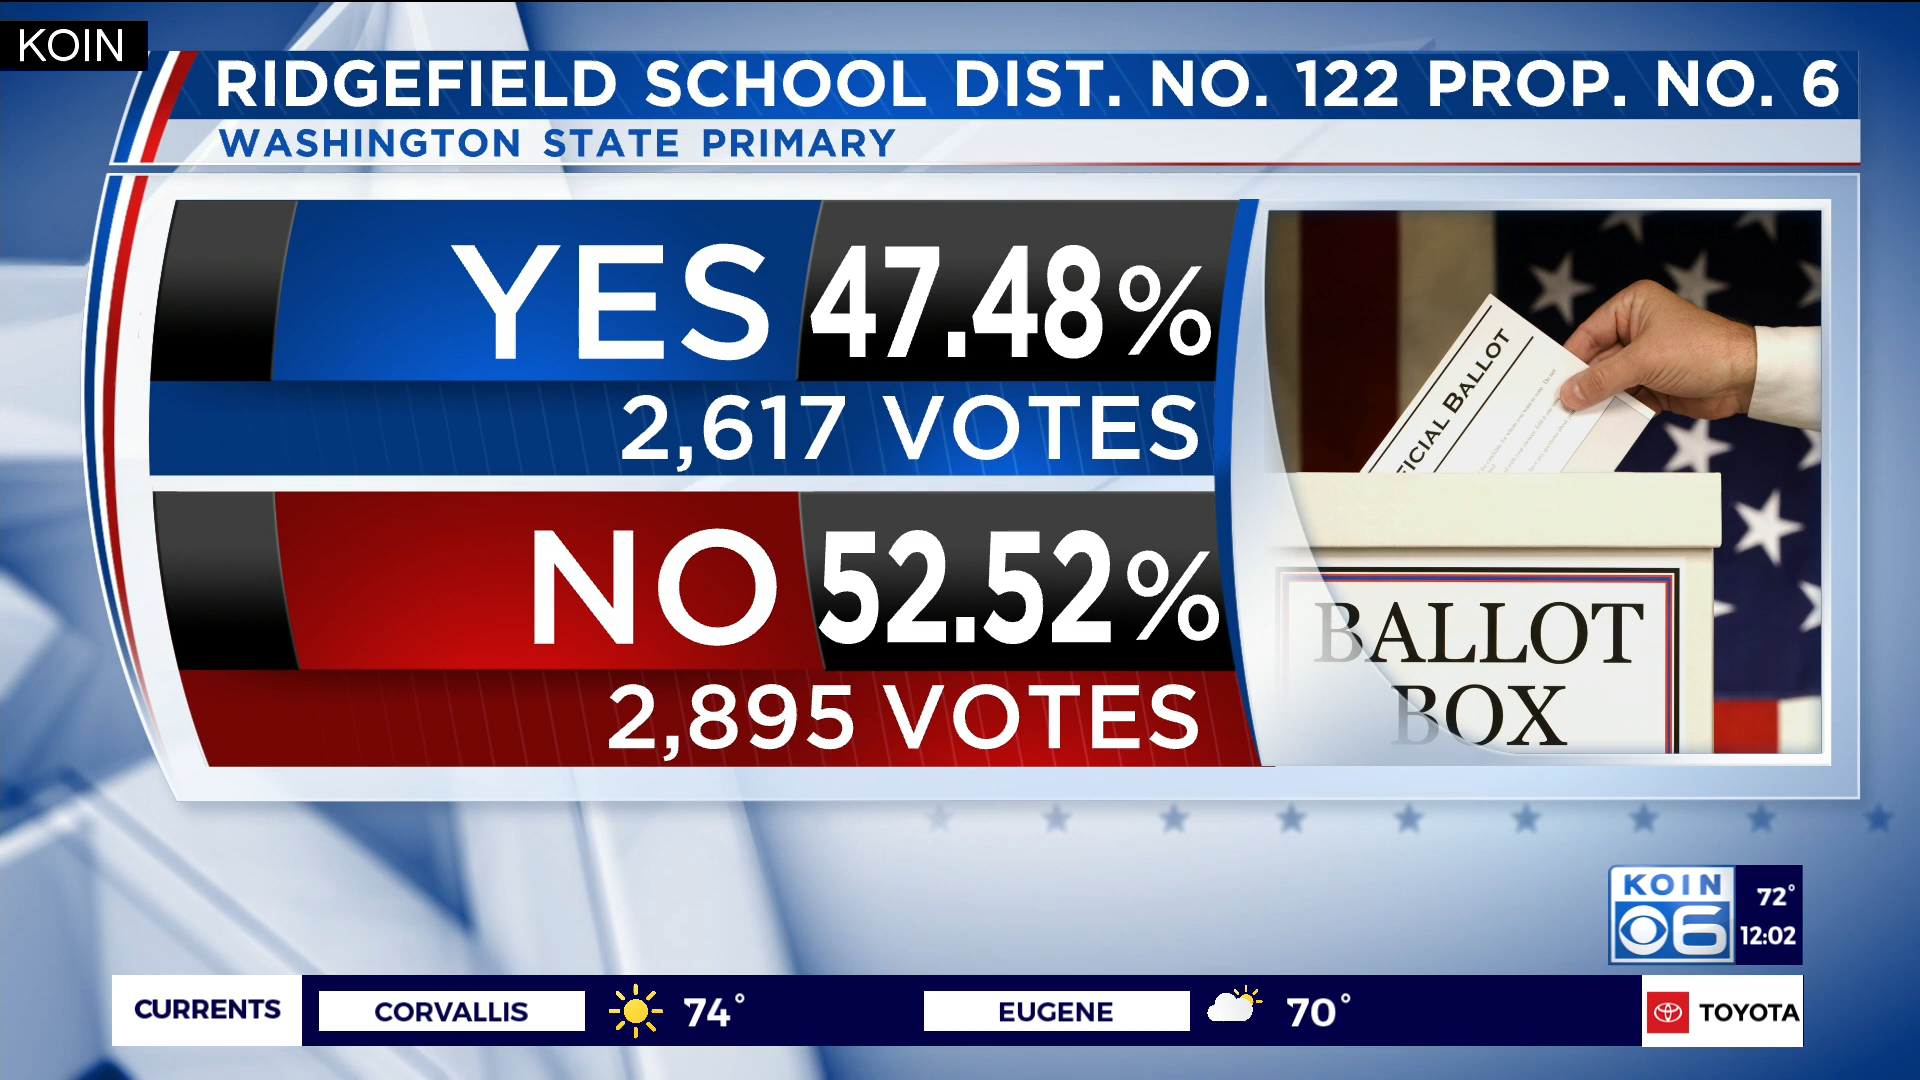 KOIN
RIDGEFIELD SCHOOL DIST. NO. 122 PROP. NO. 6
WASHINGTON STATE PRIMARY
YES 47.48%
2,617 VOTES
NO 52.52%
2,895 VOTES
FICIAL BALLOT
BALLOT
BOX
KOIN
6
72°
12:02
CURRENTS
CORVALLIS
74°
EUGENE
70°
TOYOTA